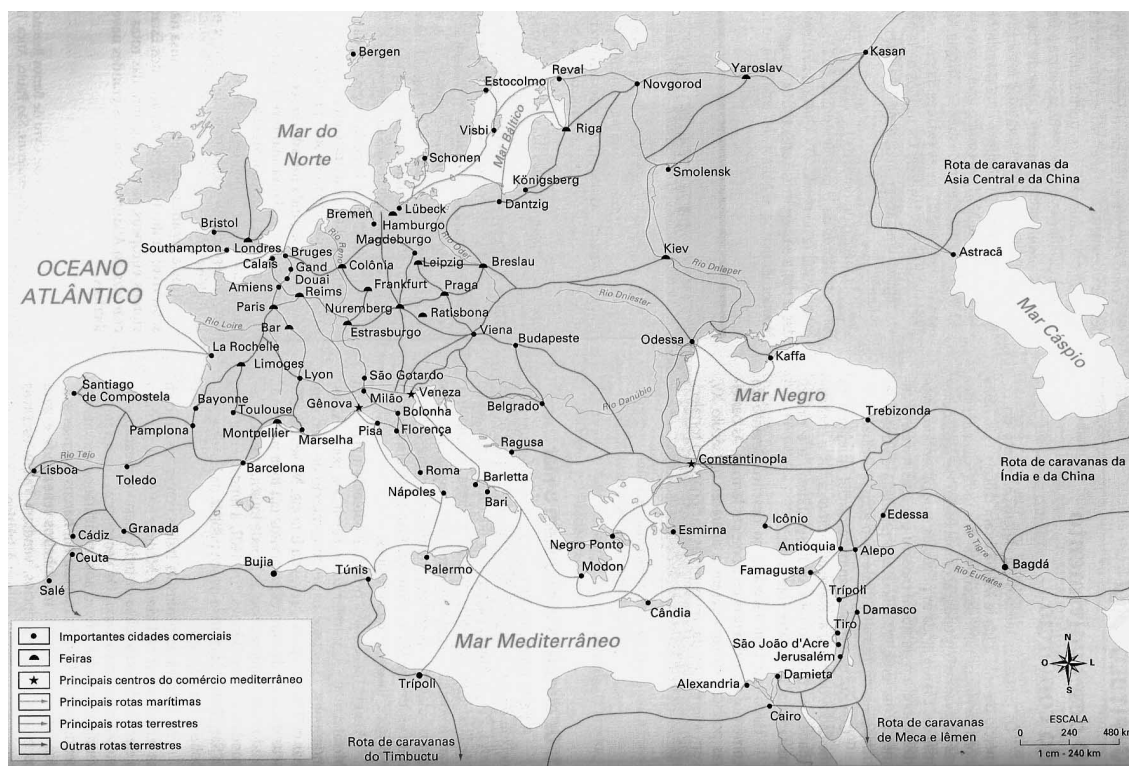 Bergen
Kasan
Reval
Yaroslav
Estocolmo
Novgorod
Mar do
Norte
Visbi
Mar Báltico
Riga
Schonen
Smolensk
Rota de caravanas da
Ásia Central e da China
Königsberg
Dantzig
Lübeck
Bremen
Hamburgo
Bristol
Magdeburgo
Southampton
Londres
Bruges
Rio Reno
Rio Oder
Kiev
Astracã
Calais
Gand
Colônia
Leipzig
Breslau
OCEANO
ATLÂNTICO
Douai
Amiens
Reims
Frankfurt
Praga
Rio Dnieper
Paris
Nuremberg
Ratisbona
Rio Dniester
Mar Cáspio
Rio Loire
Bar
Estrasburgo
Viena
Budapeste
Odessa
La Rochelle
Kaffa
Limoges
São Gotardo
Santiago
de Compostela
Lyon
Veneza
Mar Negro
Bayonne
Gênova
Milão
Rio Danúbio
Toulouse
Bolonha
Belgrado
Trebizonda
Pamplona
Montpellier
Marselha
Pisa
Florença
Ragusa
Rio Tejo
Lisboa
Toledo
Barcelona
Roma
Barletta
Constantinopla
Rota de caravanas da
Índia e da China
Nápoles
Bari
Cádiz
Granada
Negro Ponto
Esmirna
Icônio
Edessa
Rio Tigre
Ceuta
Antioquia
Alepo
Salé
Bujia
Túnis
Palermo
Modon
Famagusta
Rio Eufrates
Bagdá
Cândia
Trípoli
Damasco
Tiro
Mar Mediterrâneo
São João d'Acre
Jerusalém
Trípoli
Alexandria
Damieta
Cairo
Rota de caravanas
do Timbuctu
Rota de caravanas
de Meca e Iêmen
Importantes cidades comerciais
Feiras
Principais centros do comércio mediterrâneo
Principais rotas marítimas
Principais rotas terrestres
Outras rotas terrestres
N
O L
S
ESCALA
0 240 480 km
1 cm - 240 km